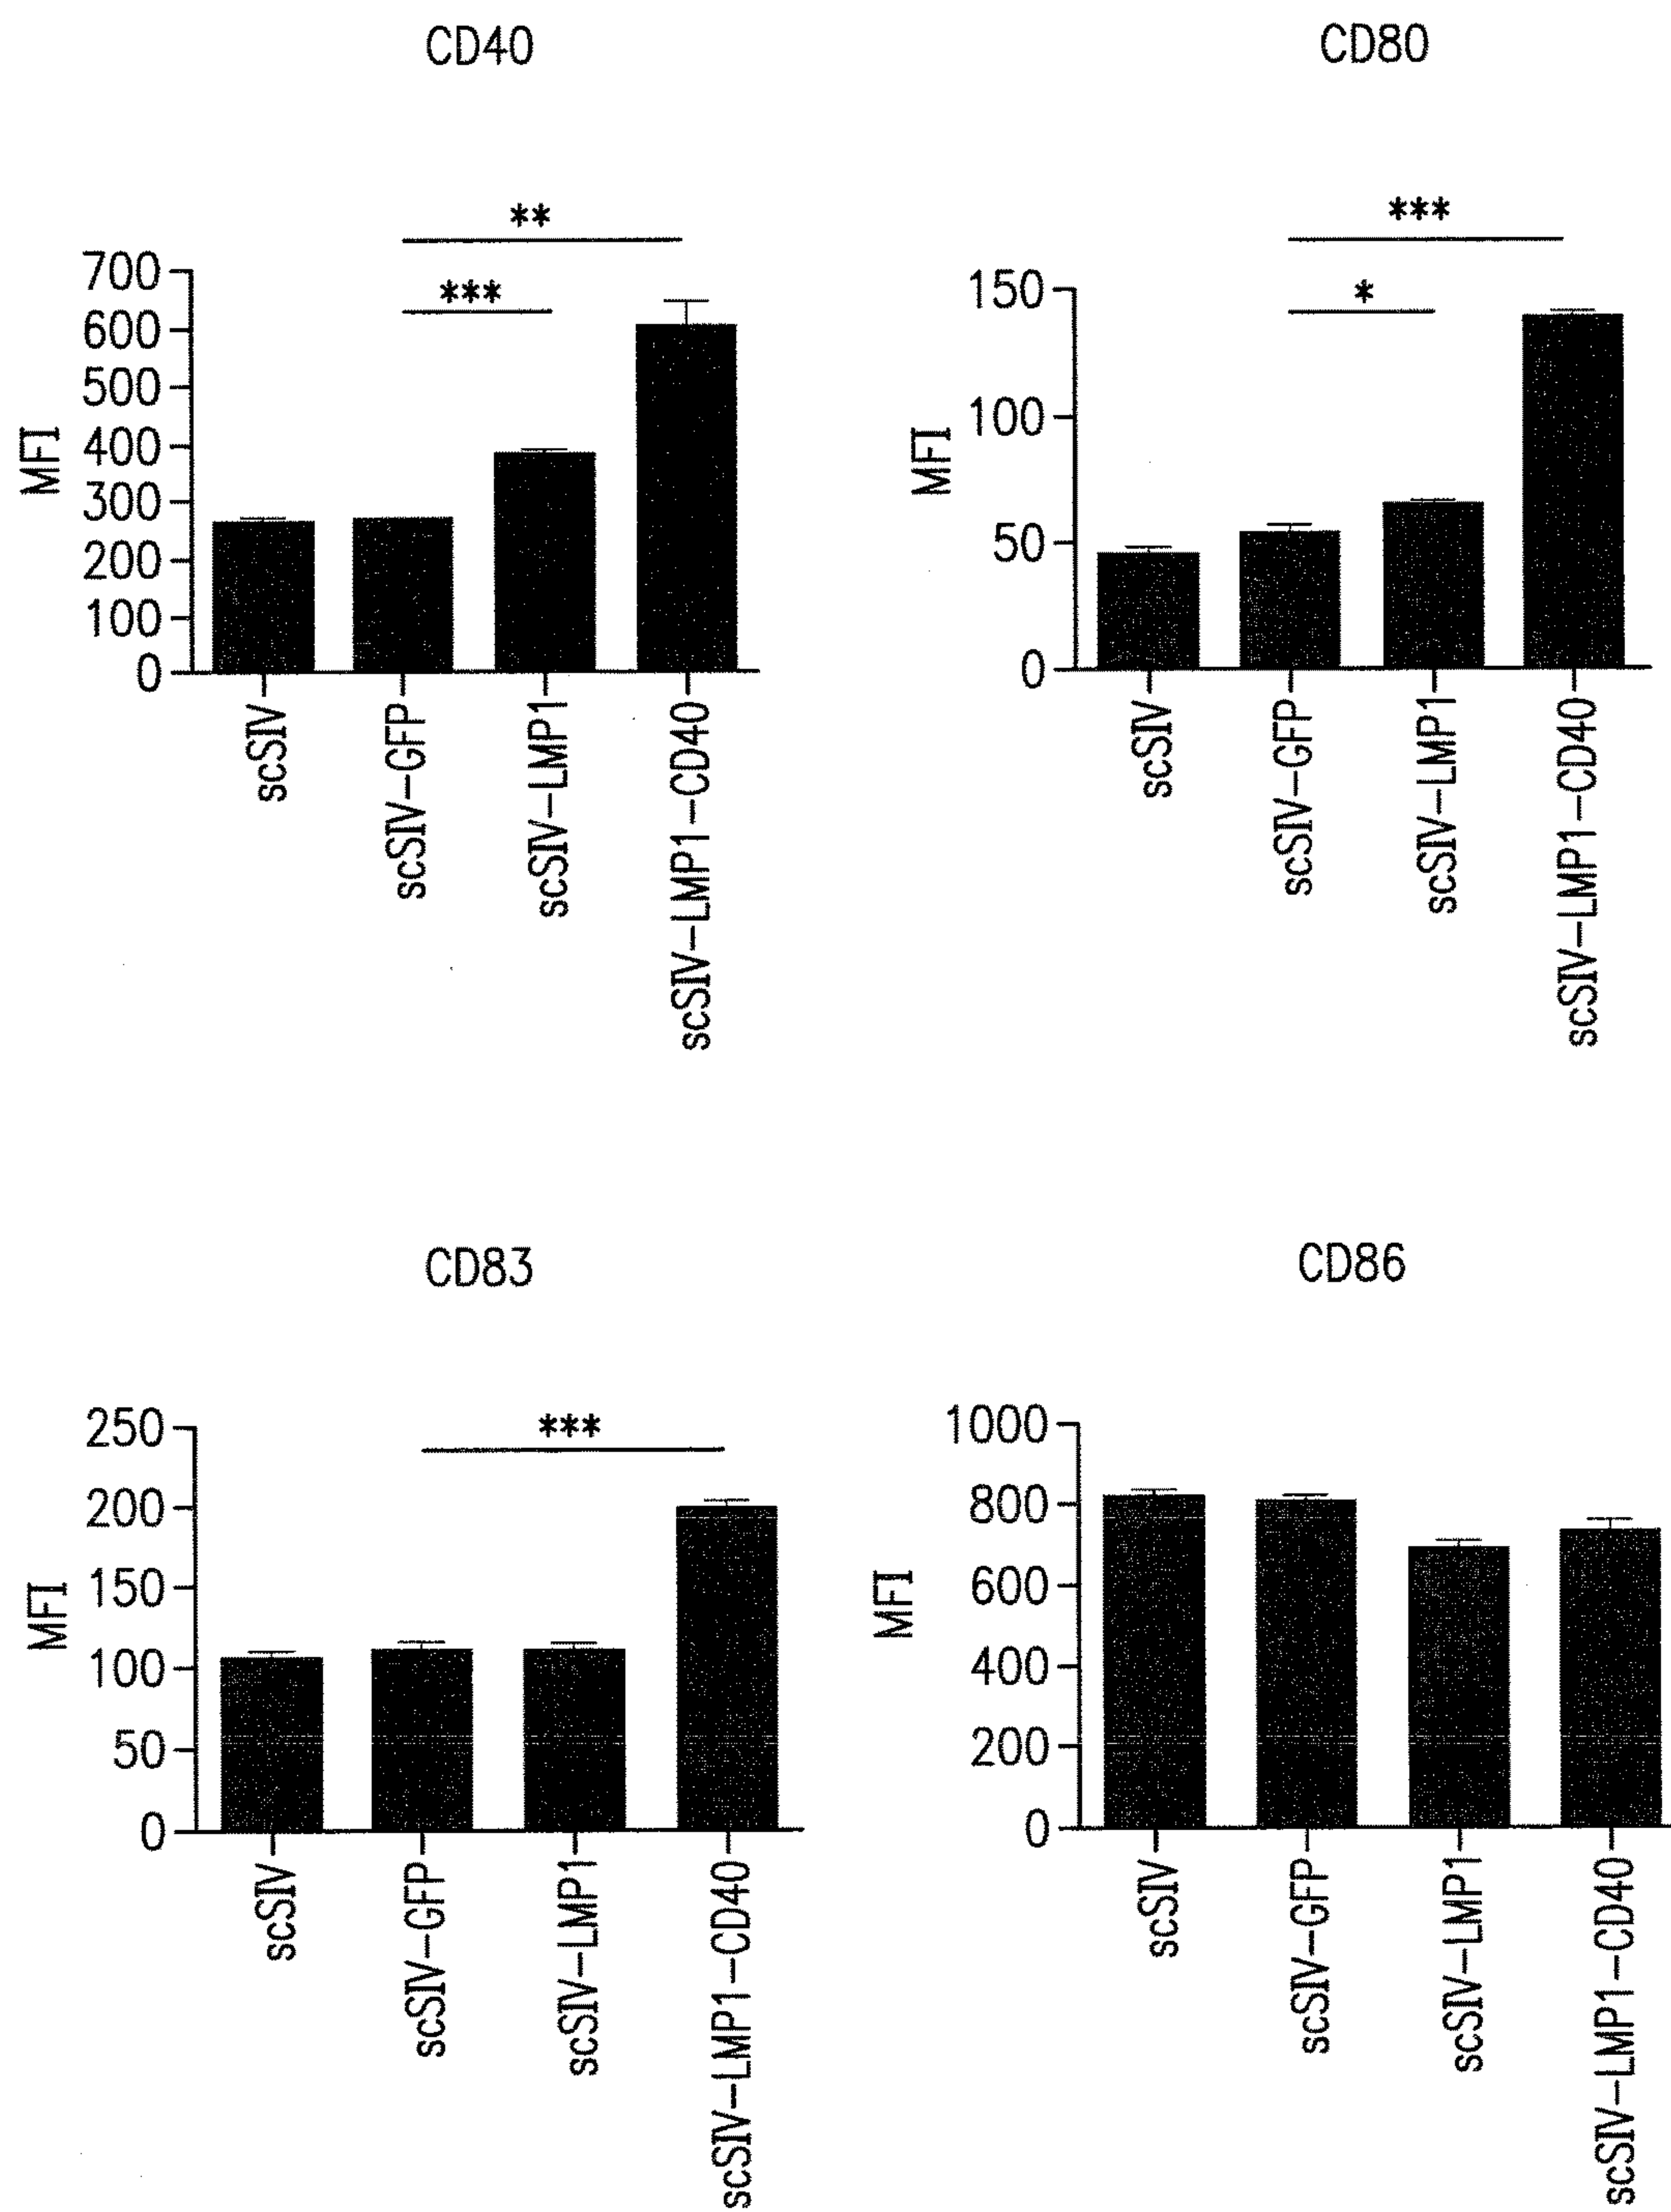 CD40
**
***
700
600
500
400
300
200
100
0
MFI
scSIV
scSIV-GFP
scSIV-LMP1
scSIV-LMP1-CD40
CD80
***
*
150
100
50
0
MFI
scSIV
scSIV-GFP
scSIV-LMP1
scSIV-LMP1-CD40
CD83
***
250
200
150
100
50
0
MFI
scSIV
scSIV-GFP
scSIV-LMP1
scSIV-LMP1-CD40
CD86
1000
800
600
400
200
0
MFI
scSIV
scSIV-GFP
scSIV-LMP1
scSIV-LMP1-CD40